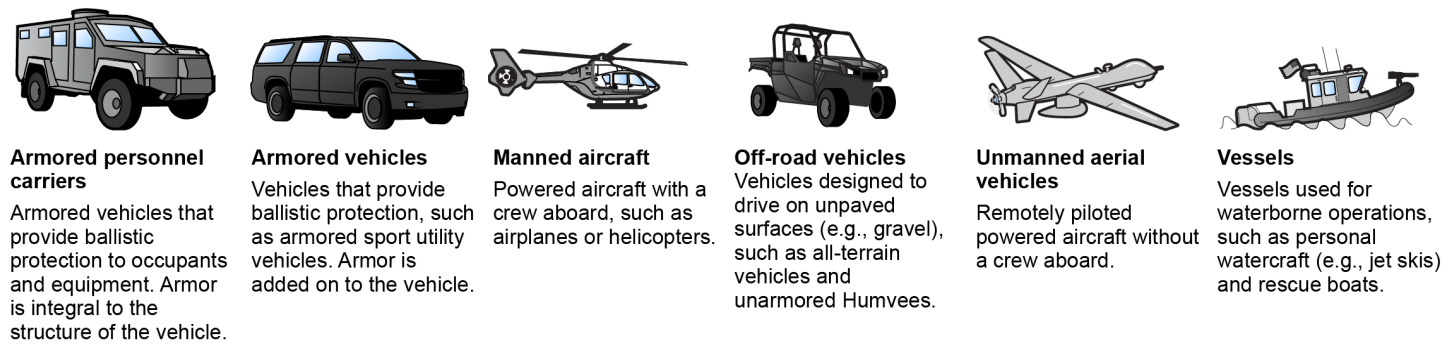 Armored personnel
carriers
Armored vehicles that
provide ballistic
protection to occupants
and equipment. Armor
is integral to the
structure of the vehicle.
Armored vehicles
Vehicles that provide
ballistic protection, such
as armored sport utility
vehicles. Armor is
added on to the vehicle.
Manned aircraft
Powered aircraft with a
crew aboard, such as
airplanes or helicopters.
Off-road vehicles
Vehicles designed to
drive on unpaved
surfaces (e.g., gravel),
such as all-terrain
vehicles and
unarmored Humvees.
Unmanned aerial
vehicles
Remotely piloted
powered aircraft without
a crew aboard.
Vessels
Vessels used for
waterborne operations,
such as personal
watercraft (e.g., jet skis)
and rescue boats.